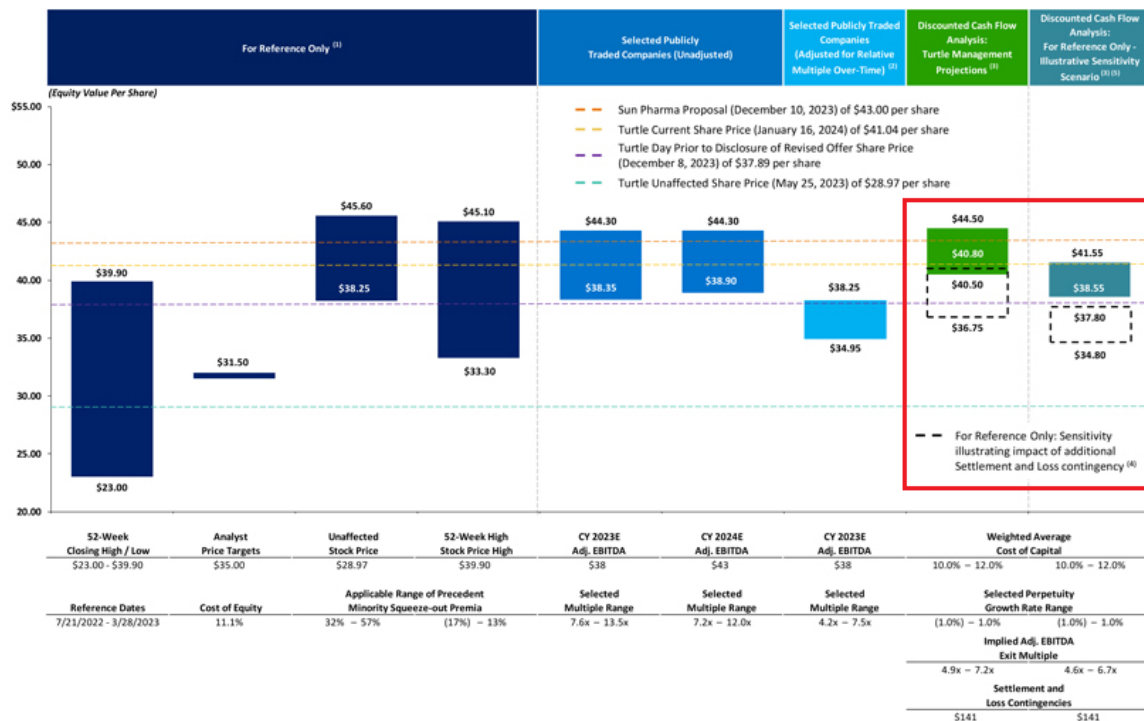 For Reference Only (1)
Selected Publicly
Traded Companies (Unadjusted)
Selected Publicly Traded
Companies
(Adjusted for Relative
Multiple Over-Time) (2)
Discounted Cash Flow
Analysis:
Turtle Management
Projections (3)
Discounted Cash Flow
Analysis:
For Reference Only -
Illustrative Sensitivity
Scenario (3) (5)
(Equity Value Per Share)
$55.00
50.00
45.00
40.00
35.00
30.00
25.00
20.00
Sun Pharma Proposal (December 10, 2023) of $43.00 per share
Turtle Current Share Price (January 16, 2024) of $41.04 per share
Turtle Day Prior to Disclosure of Revised Offer Share Price
(December 8, 2023) of $37.89 per share
Turtle Unaffected Share Price (May 25, 2023) of $28.97 per share
$39.90
$23.00
$31.50
$45.60
$38.25
$45.10
$33.30
$44.30
$38.35
$44.30
$38.90
$38.25
$34.95
$44.50
$40.80
$40.50
$36.75
$41.55
$38.55
$37.80
$34.80
For Reference Only: Sensitivity
illustrating impact of additional
Settlement and Loss contingency (4)
52-Week Analyst Unaffected 52-Week High CY 2023E CY 2024E CY 2023E Weighted Average
Closing High / Low Price Targets Stock Price Stock Price High Adj. EBITDA Adj. EBITDA Adj. EBITDA Cost of Capital
$23.00 - $39.90 $35.00 $28.97 $39.90 $38 $43 $38 10.0% – 12.0% 10.0% – 12.0%
Applicable Range of Precedent Selected Selected Selected Selected Perpetuity
Reference Dates Cost of Equity Minority Squeeze-out Premia Multiple Range Multiple Range Multiple Range Growth Rate Range
7/21/2022 - 3/28/2023 11.1% 32% – 57% (17%) – 13% 7.6x – 13.5x 7.2x – 12.0x 4.2x – 7.5x (1.0%) – 1.0% (1.0%) – 1.0%
Implied Adj. EBITDA
Exit Multiple
4.9x – 7.2x 4.6x – 6.7x
Settlement and
Loss Contingencies
$141 $141